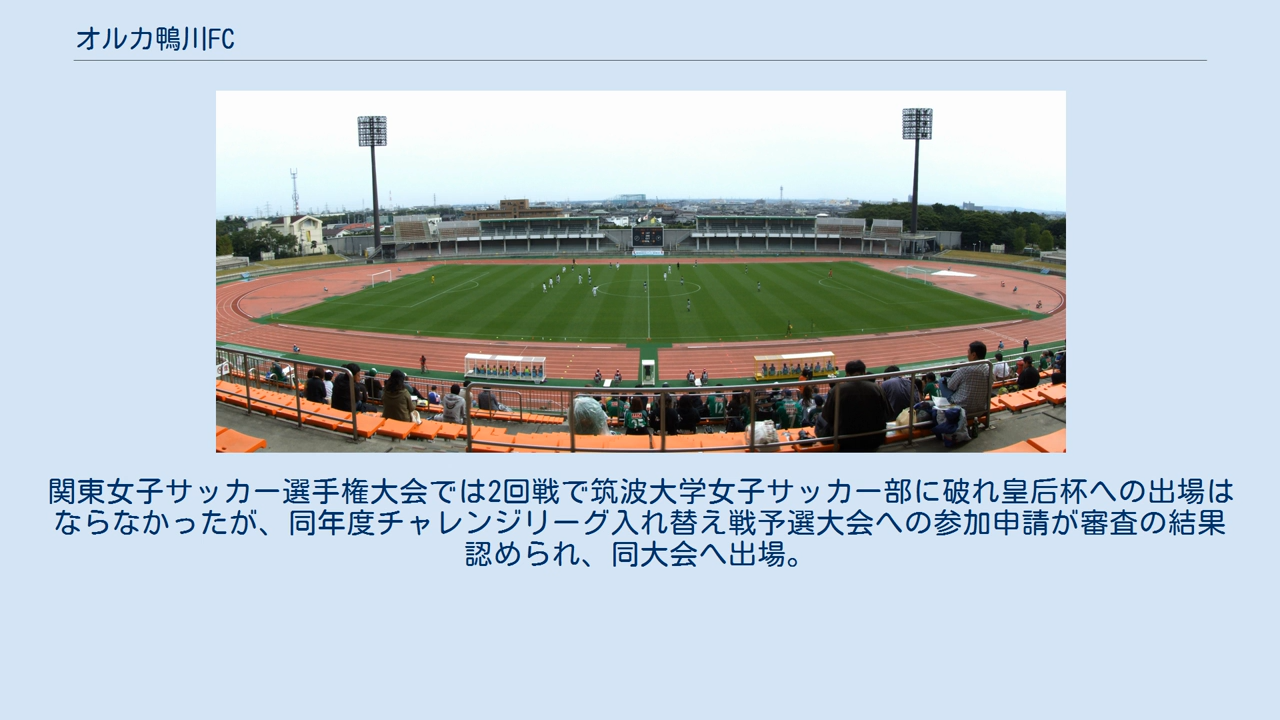 オルカ鴨川FC
関東女子サッカー選手権大会では2回戦で筑波大学女子サッカー部に破れ皇后杯への出場は
ならなかったが、同年度チャレンジリーグ入れ替え戦予選大会への参加申請が審査の結果
認められ、同大会へ出場。